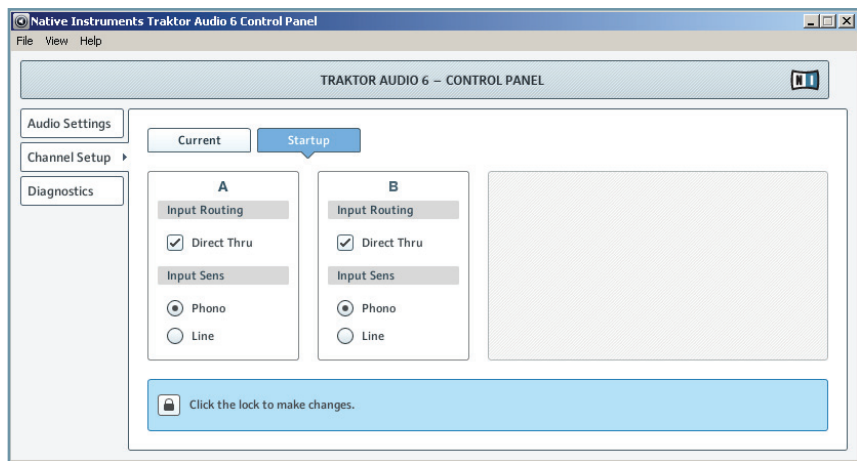 Native Instruments Traktor Audio 6 Control Panel
File View Help
TRAKTOR AUDIO 6 – CONTROL PANEL
NI
Audio Settings
Channel Setup
Diagnostics
Current Startup
A
Input Routing
Direct Thru
Input Sens
Phono
Line
B
Input Routing
Direct Thru
Input Sens
Phono
Line
Click the lock to make changes.